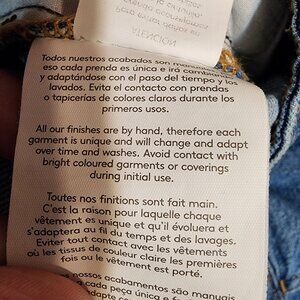 ATENCIÓN
Todos nuestros acabados son
eso cada prenda es única e irá cambiando
y adaptándose con el paso del tiempo y los
lavados. Evita el contacto con prendas
o tapicerías de colores claros durante los
primeros usos.
All our finishes are by hand, therefore each
garment is unique and will change and adapt
over time and washes. Avoid contact with
bright coloured garments or coverings
during initial use.
Toutes nos finitions sont fait main.
C'est la raison pour laquelle chaque
vêtement est unique et qu'il évoluera et
s'adaptera au fil du temps et des lavages.
Eviter tout contact avec les vêtements
où les tissus de couleur claire les premières
fois ou le vêtement est porté.
nossos acabamentos são manuais
cada peça é única e